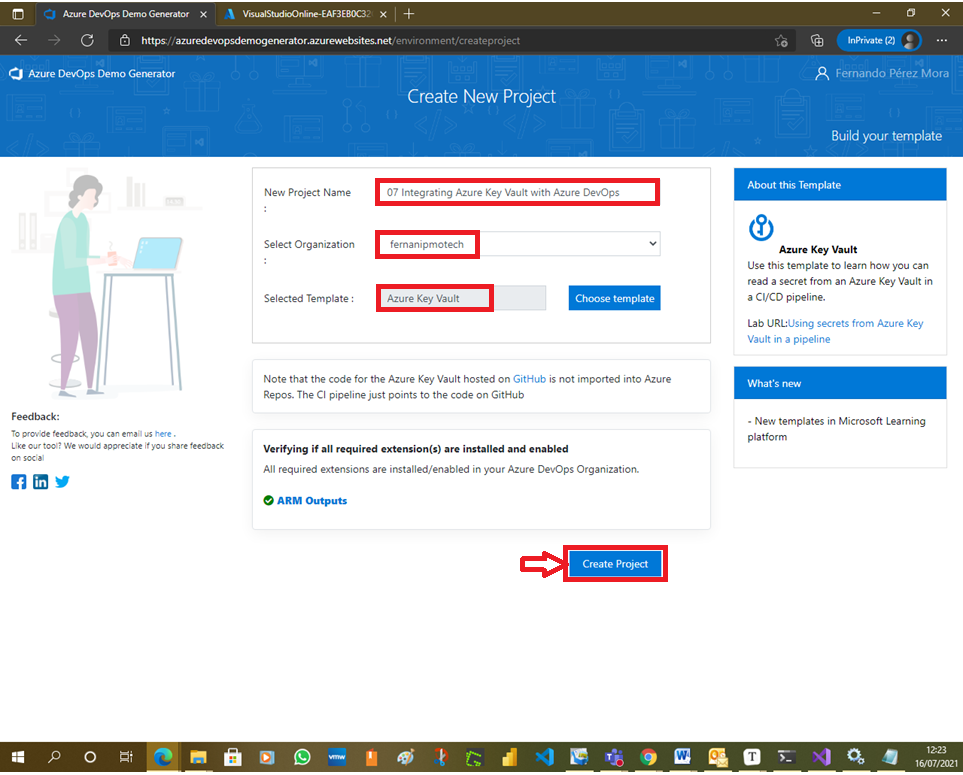 Azure DevOps Demo Generator
VisualStudioOnline-EAF3EB0C32
https://azuredevopsdemogenerator.azurewebsites.net/environment/createproject
InPrivate (2)
Azure DevOps Demo Generator
Fernando Pérez Mora
Create New Project
Build your template
New Project Name
:
07 Integrating Azure Key Vault with Azure DevOps
Select Organization
:
fernanipmotech
Selected Template :
Azure Key Vault
Choose template
Note that the code for the Azure Key Vault hosted on GitHub is not imported into Azure
Repos. The CI pipeline just points to the code on GitHub
Verifying if all required extension(s) are installed and enabled
All required extensions are installed/enabled in your Azure DevOps Organization.
ARM Outputs
Create Project
About this Template
Azure Key Vault
Use this template to learn how you can
read a secret from an Azure Key Vault in
a CI/CD pipeline.
Lab URL:Using secrets from Azure Key
Vault in a pipeline
What's new
- New templates in Microsoft Learning
platform
Feedback:
To provide feedback, you can email us here .
Like our tool? We would appreciate if you share feedback
on social
vmw
12:23
16/07/2021